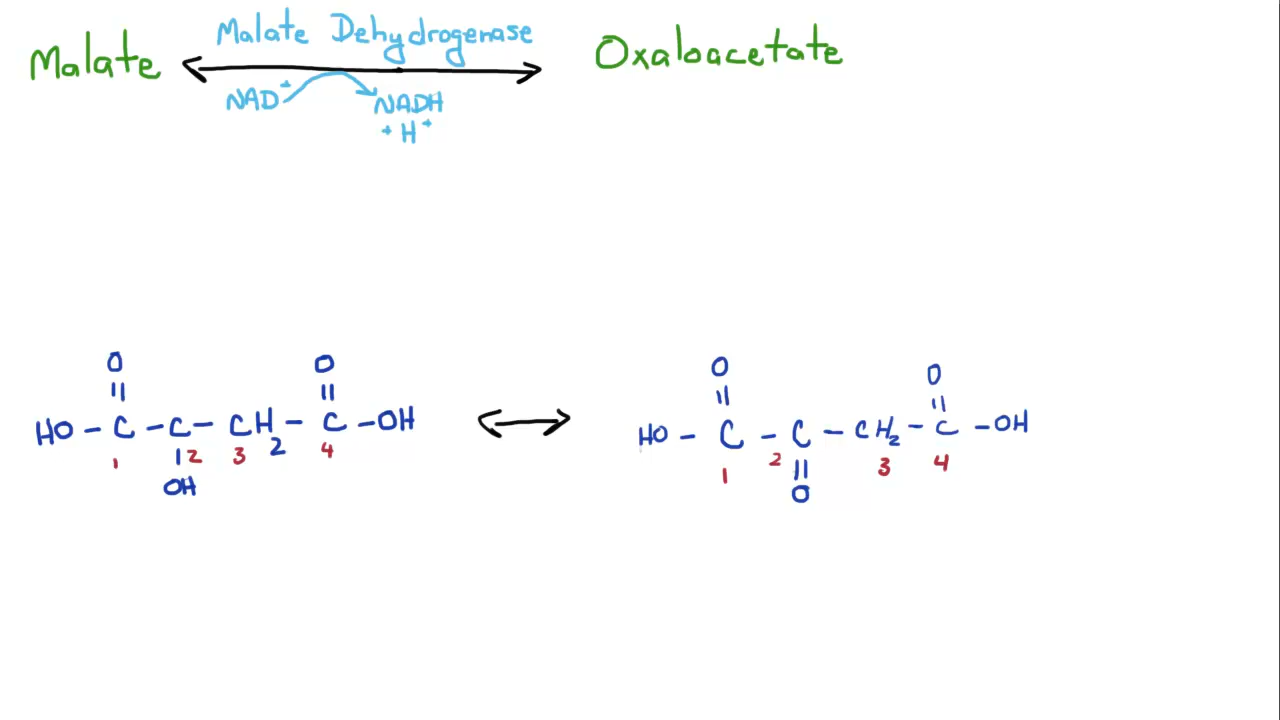 Malate Malate Dehydrogenase Oxaloacetate
NAD+ NADH
+ H+
O O O O
HO - C - C - CH2 - C - OH HO - C - C - CH2 - C - OH
1 2 3 4 1 2 3 4
OH O